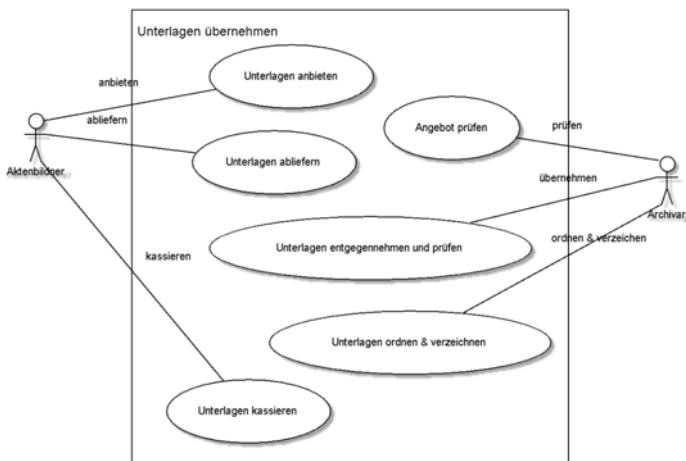 Unterlagen übernehmen
anbieten
Unterlagen anbieten
abliefern
Angebot prüfen
prüfen
Unterlagen abliefern
Aktenbildner
übernehmen
Archivar
ordnen & verzeichen
Unterlagen entgegennehmen und prüfen
kassieren
Unterlagen ordnen & verzeichnen
Unterlagen kassieren